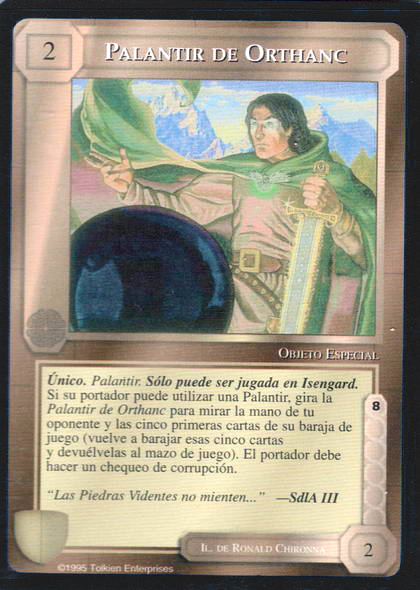 2
PALANTIR DE ORTHANC
OBJETO ESPECIAL
Único. Palantir. Sólo puede ser jugada en Isengard.
Si su portador puede utilizar una Palantir, gira la
Palantir de Orthanc para mirar la mano de tu
oponente y las cinco primeras cartas de su baraja de
juego (vuelve a barajar esas cinco cartas
y devuélvelas al mazo de juego). El portador debe
hacer un chequeo de corrupción.
8
“Las Piedras Videntes no mienten...” —SdlA III
IL. DE RONALD CHIRONNA
2
©1995 Tolkien Enterprises